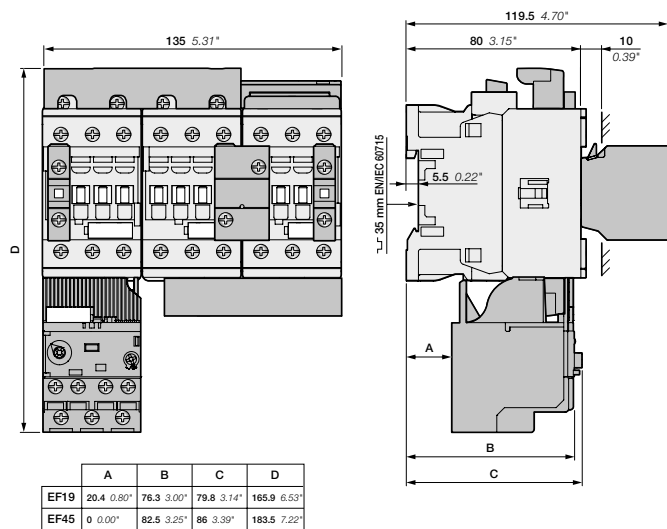 119.5 4.70"
135 5.31"
80 3.15"
10
0.39"
5.5 0.22"
35 mm EN/IEC 60715
D
A
B
C
A B C D
EF19 20.4 0.80" 76.3 3.00" 79.8 3.14" 165.9 6.53"
EF45 0 0.00" 82.5 3.25" 86 3.39" 183.5 7.22"